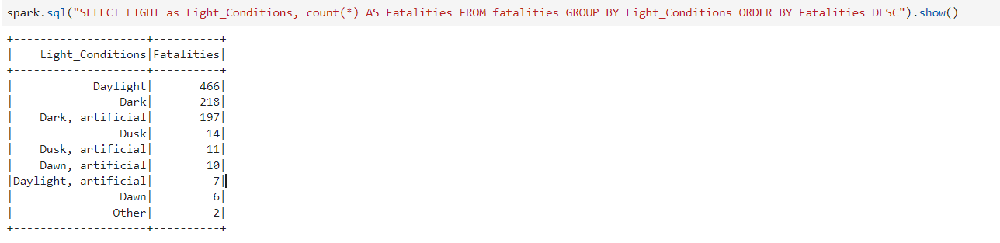 spark.sql("SELECT LIGHT as Light_Conditions, count(*) AS Fatalities FROM fatalities GROUP BY Light_Conditions ORDER BY Fatalities DESC").show()
+-------------------+----------+
|   Light_Conditions|Fatalities|
+-------------------+----------+
|           Daylight|       466|
|               Dark|       218|
|   Dark, artificial|       197|
|               Dusk|        14|
|   Dusk, artificial|        11|
|   Dawn, artificial|        10|
|Daylight, artificial|         7|
|               Dawn|         6|
|              Other|         2|
+-------------------+----------+